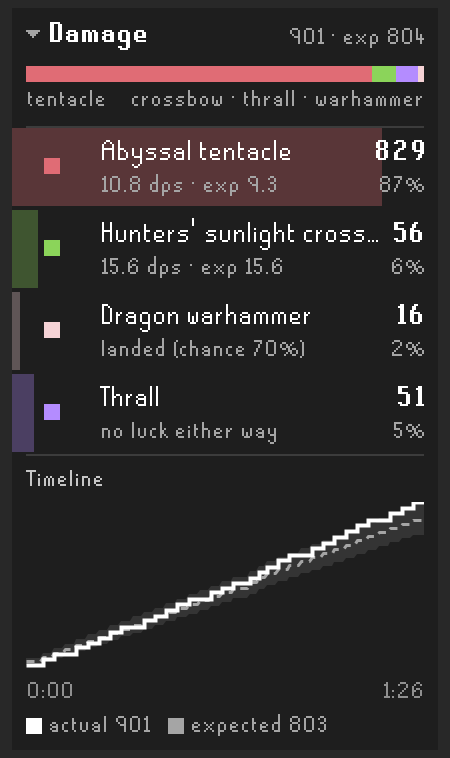 Damage 901 · exp 804
tentacle crossbow · thrall · warhammer
Abyssal tentacle 829
10.8 dps · exp 9.3 87%
Hunters' sunlight cross... 56
15.6 dps · exp 15.6 6%
Dragon warhammer 16
landed (chance 70%) 2%
Thrall 51
no luck either way 5%
Timeline
0:00 1:26
actual 901 expected 803